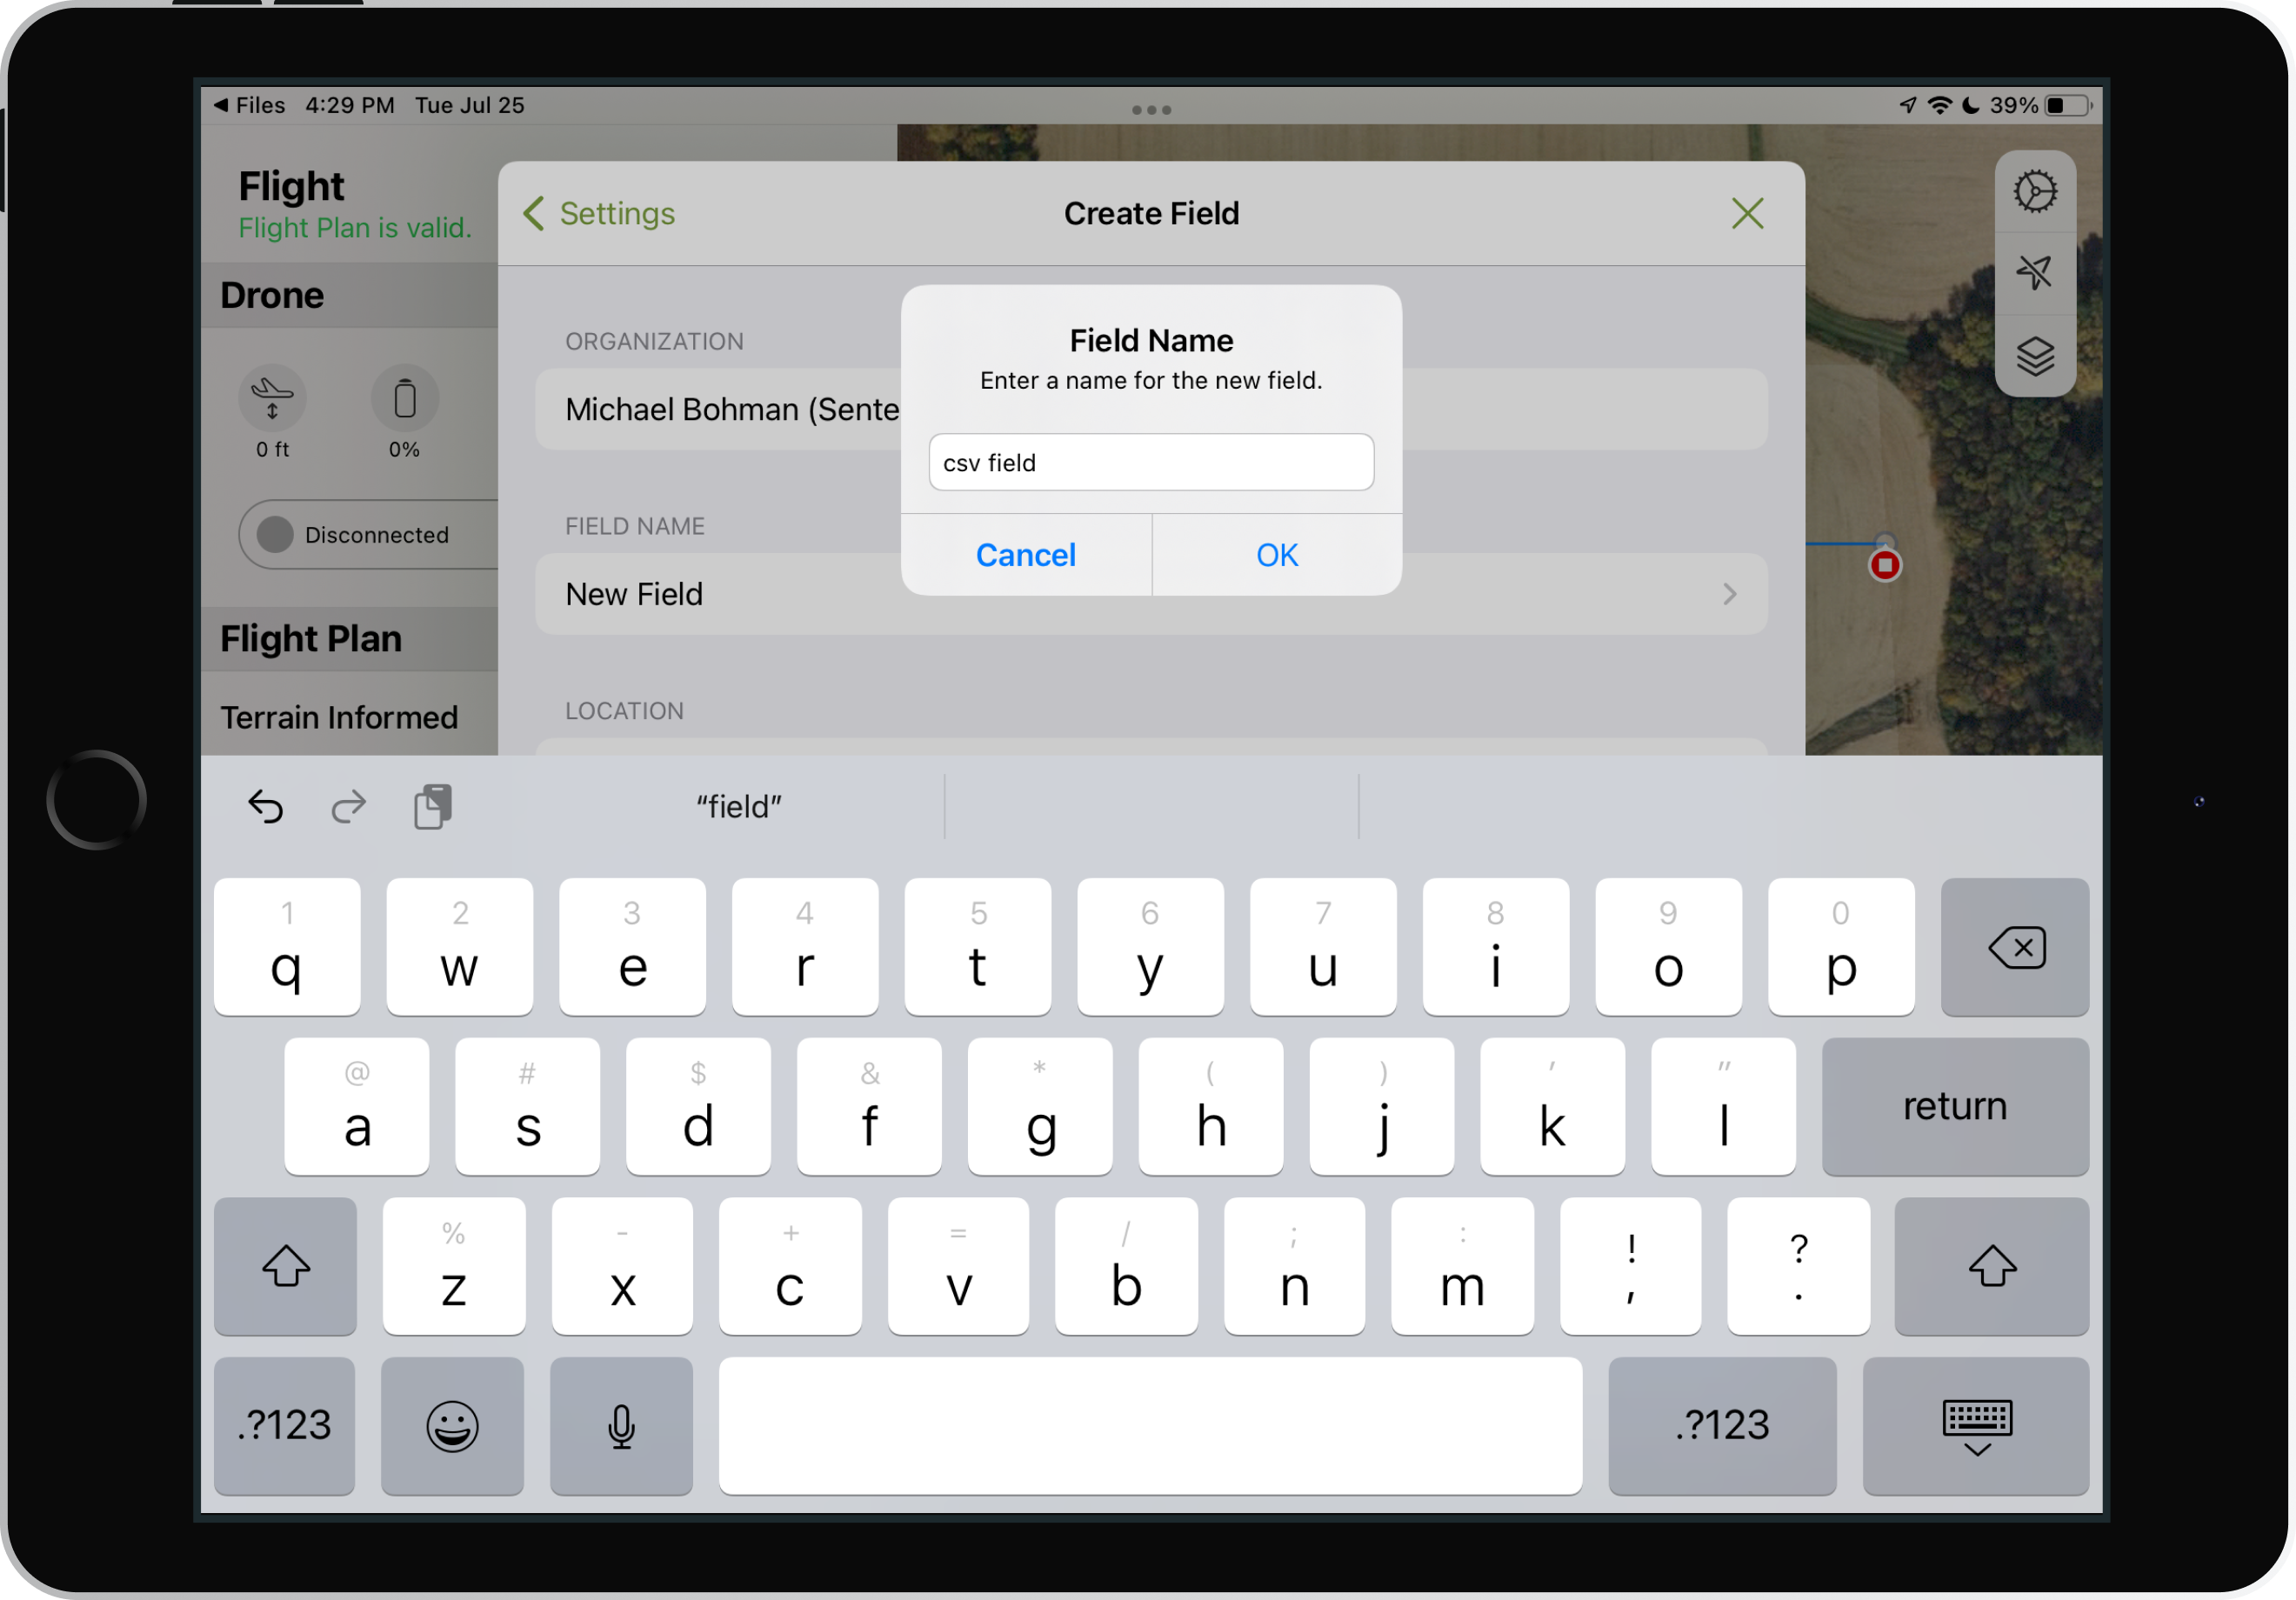 Files 4:29 PM Tue Jul 25
39%
Flight
Flight Plan is valid.
Drone
0 ft
0%
Disconnected
Flight Plan
Terrain Informed
Settings
Create Field
ORGANIZATION
Michael Bohman (Sente
FIELD NAME
New Field
LOCATION
Field Name
Enter a name for the new field.
csv field
Cancel OK
“field”
1 2 3 4 5 6 7 8 9 0
q w e r t y u i o p
@ # $ & * ( ) ' "
a s d f g h j k l return
% - + = / ; : ! ?
z x c v b n m , .
.?123 .?123